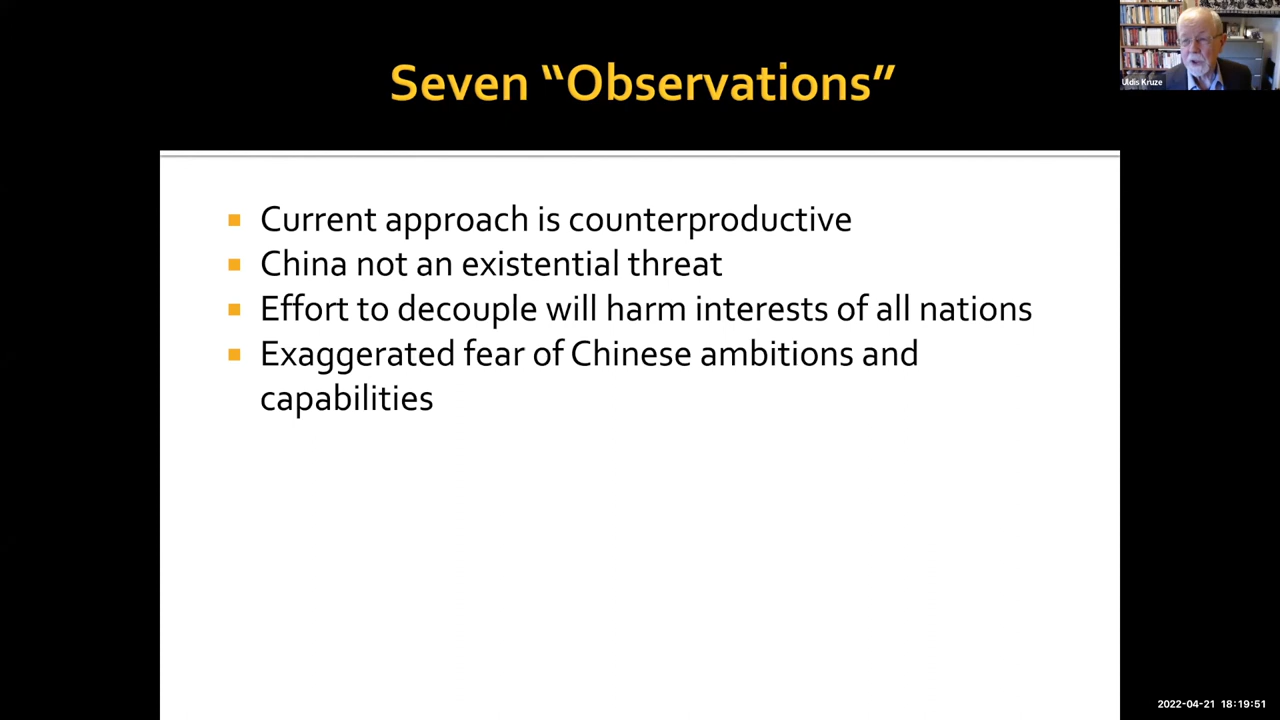 Seven “Observations”
Uldis Kruze
Current approach is counterproductive
China not an existential threat
Effort to decouple will harm interests of all nations
Exaggerated fear of Chinese ambitions and
capabilities
2022-04-21 18:19:51